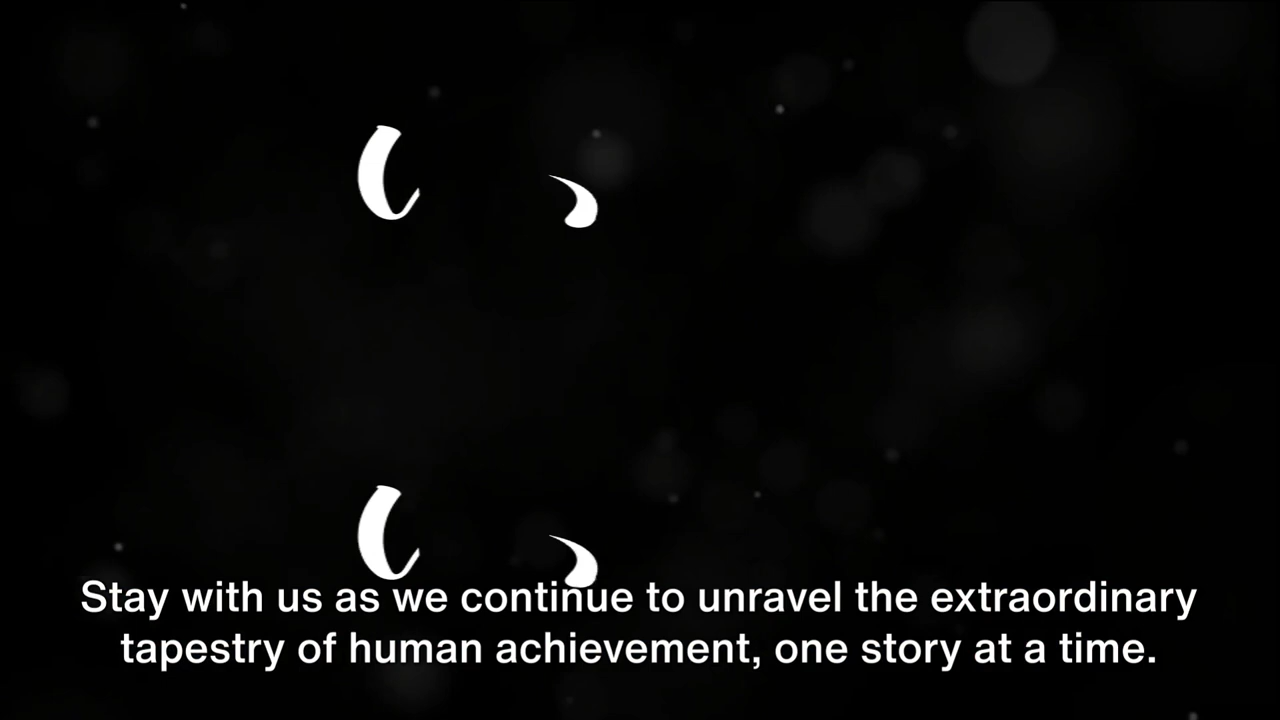 Stay with us as we continue to unravel the extraordinary
tapestry of human achievement, one story at a time.